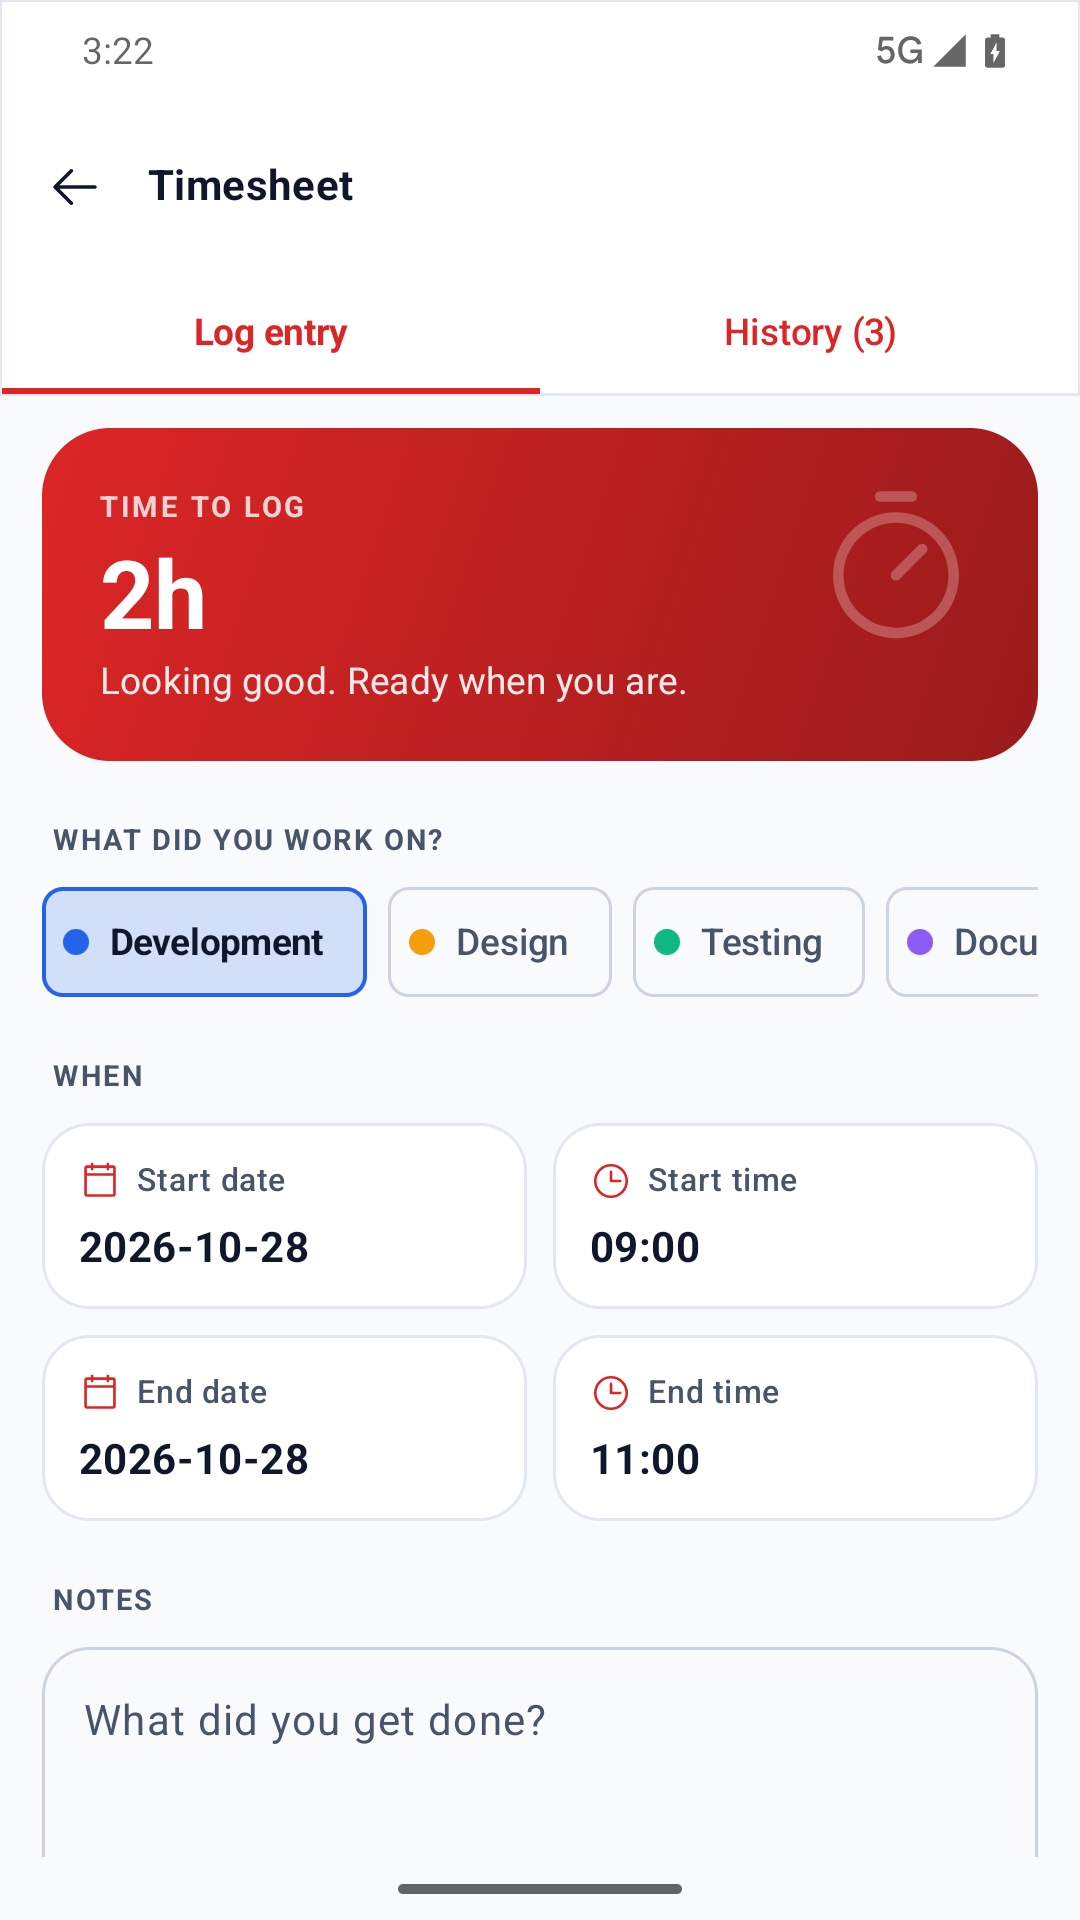 3:22
5G
Timesheet
Log entry
History (3)
TIME TO LOG
2h
Looking good. Ready when you are.
WHAT DID YOU WORK ON?
Development
Design
Testing
Docu
WHEN
Start date
2026-10-28
Start time
09:00
End date
2026-10-28
End time
11:00
NOTES
What did you get done?